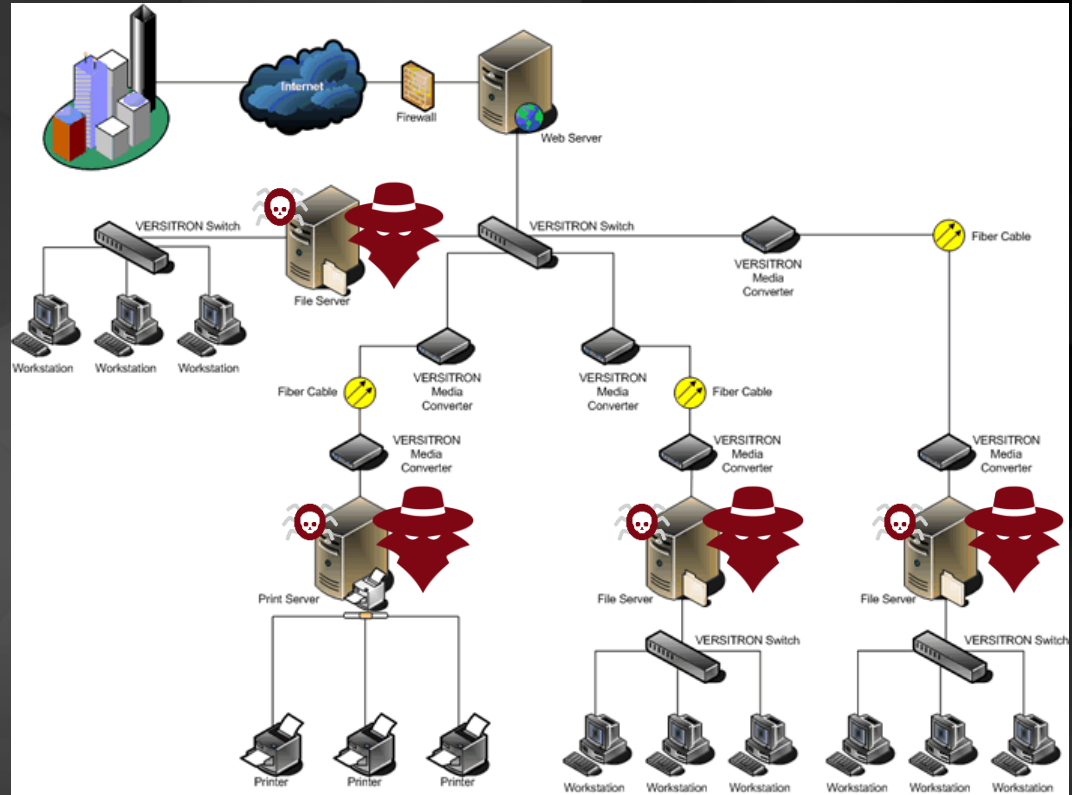 Internet
Firewall
Web Server
VERSITRON Switch
VERSITRON Switch
Fiber Cable
VERSITRON
Media
Converter
File Server
Workstation
Workstation
Workstation
VERSITRON
Media
Converter
VERSITRON
Media
Converter
Fiber Cable
Fiber Cable
VERSITRON
Media
Converter
VERSITRON
Media
Converter
VERSITRON
Media
Converter
Print Server
File Server
File Server
VERSITRON Switch
VERSITRON Switch
Printer
Printer
Printer
Workstation
Workstation
Workstation
Workstation
Workstation
Workstation